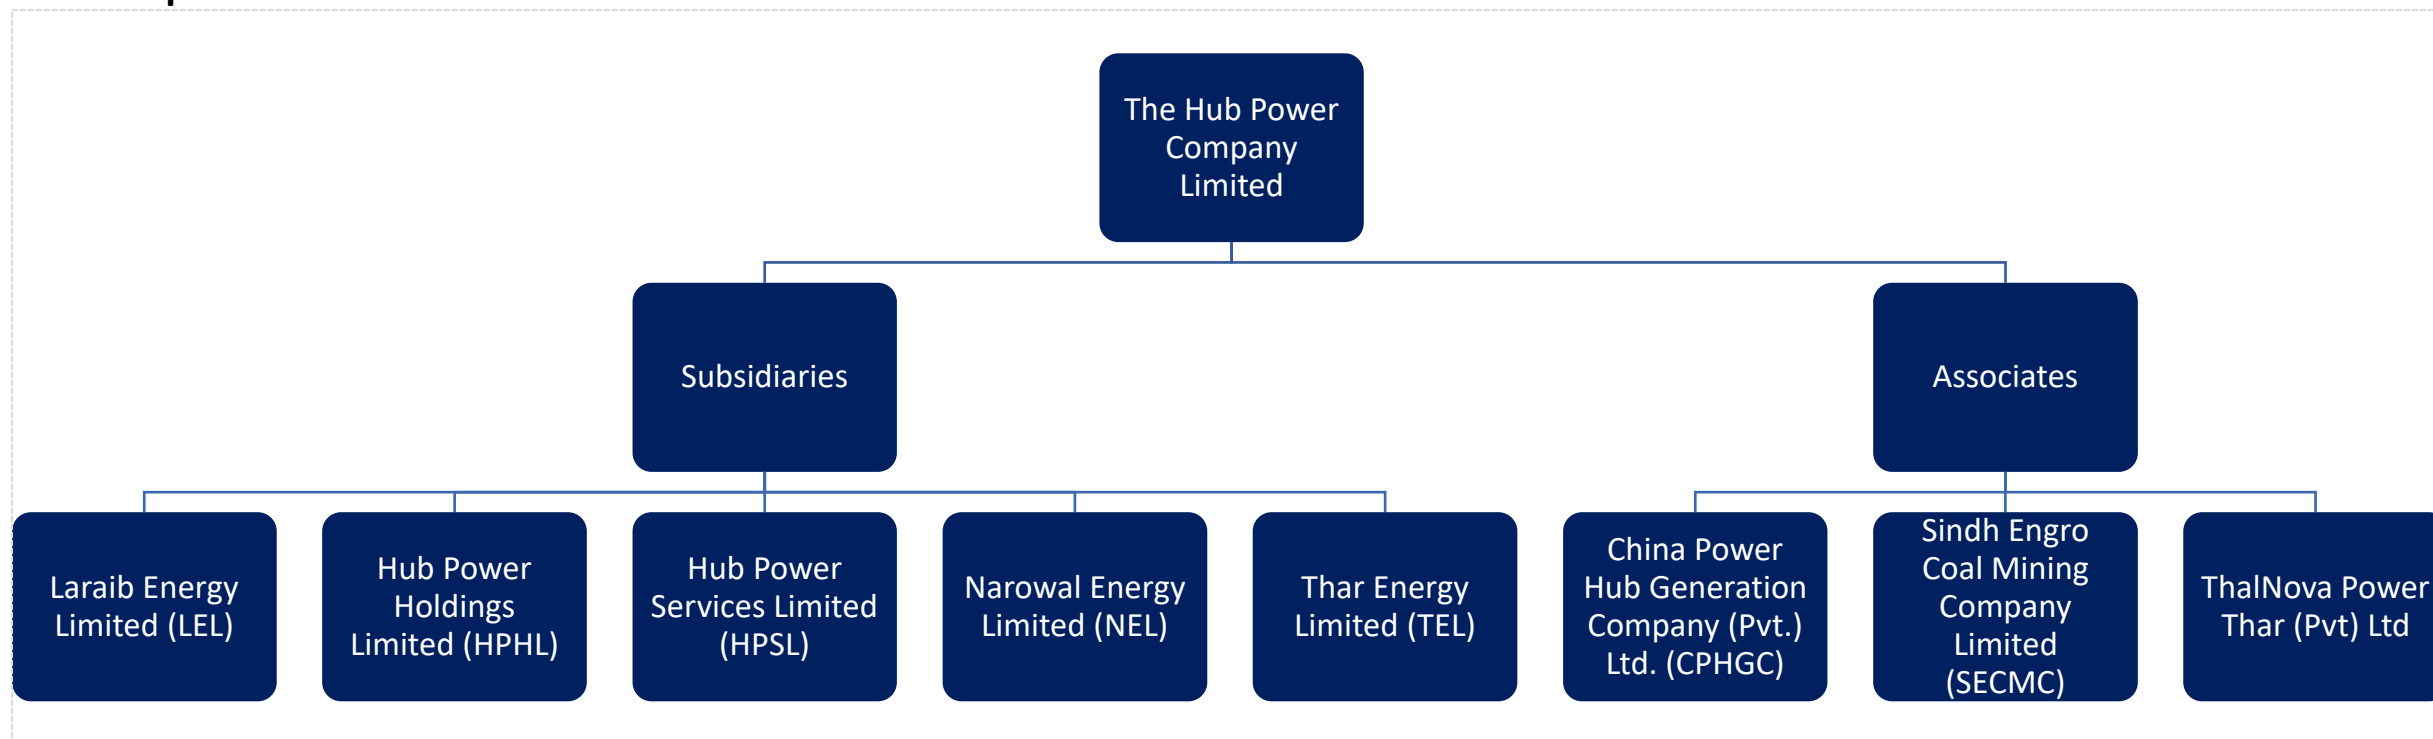 The Hub Power
Company
Limited
Subsidiaries
Associates
Laraib Energy
Limited (LEL)
Hub Power
Holdings
Limited (HPHL)
Hub Power
Services Limited
(HPSL)
Narowal Energy
Limited (NEL)
Thar Energy
Limited (TEL)
China Power
Hub Generation
Company (Pvt.)
Ltd. (CPHGC)
Sindh Engro
Coal Mining
Company
Limited
(SECMC)
ThalNova Power
Thar (Pvt) Ltd